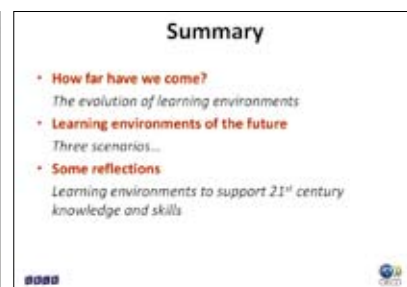 Summary
• How far have we come?
The evolution of learning environments
• Learning environments of the future
Three scenarios...
• Some reflections
Learning environments to support 21st century
knowledge and skills
OECD